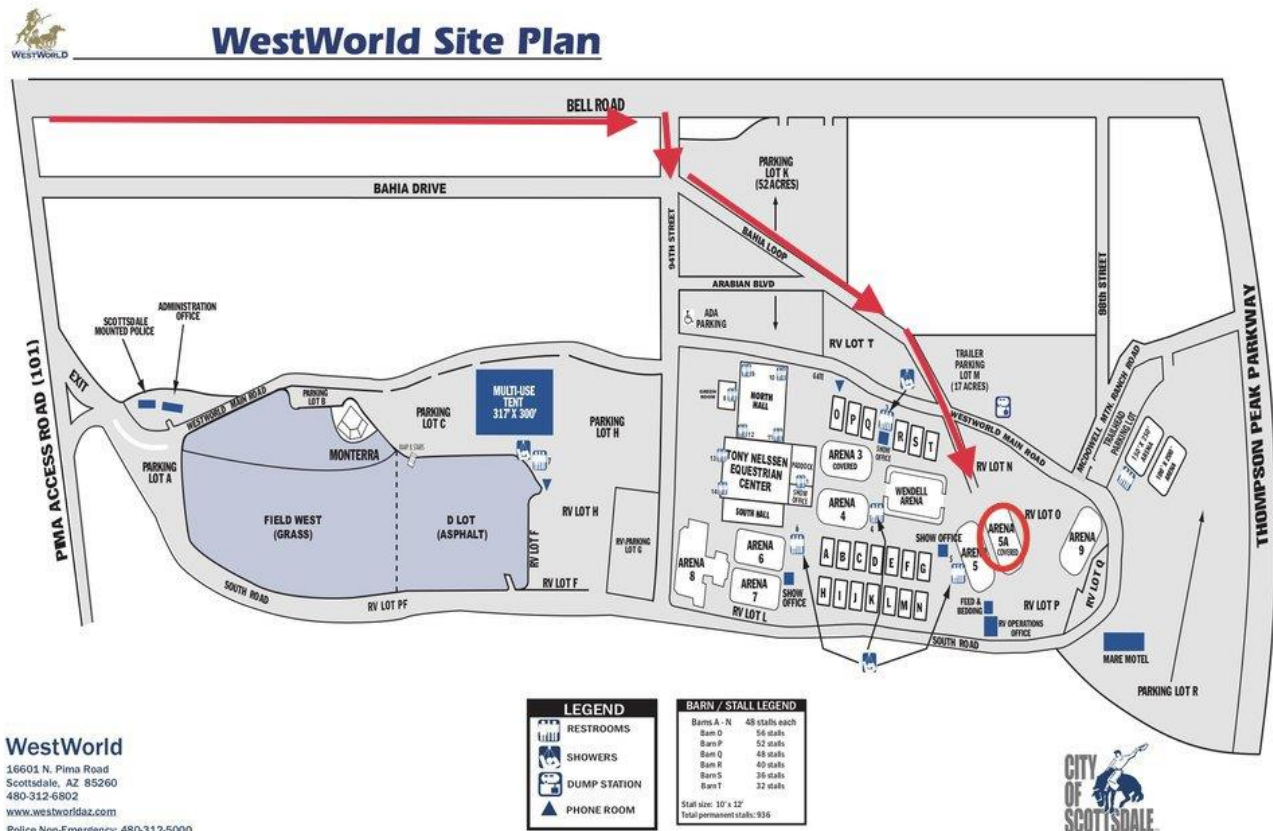 WESTWORLD
WestWorld Site Plan
BELL ROAD
BAHIA DRIVE
94TH STREET
PARKING
LOT K
(52 ACRES)
BAHIA LOOP
ARABIAN BLVD
ADA
PARKING
98th STREET
THOMPSON PEAK PARKWAY
PIMA ACCESS ROAD (101)
EXIT
SCOTTSDALE
MOUNTED POLICE
ADMINISTRATION
OFFICE
WESTWORLD MAIN ROAD
PARKING
LOT B
PARKING
LOT C
MULTI-USE
TENT
317' X 300'
PARKING
LOT H
MONTERRA
PARKING
LOT A
FIELD WEST
(GRASS)
D LOT
(ASPHALT)
RV LOT F
RV LOT H
RV PARKING
LOT G
RV LOT F
SOUTH ROAD
RV LOT PF
GREEN
ROOM
NORTH
HALL
TONY NELSSEN
EQUESTRIAN
CENTER
PADDOCK
SHOW
OFFICE
SOUTH HALL
GATE
RV LOT T
O
P
Q
R
S
T
SHOW
OFFICE
TRAILER
PARKING
LOT M
(17 ACRES)
WESTWORLD MAIN ROAD
RV LOT N
ARENA 3
COVERED
ARENA
4
WENDELL
ARENA
ARENA
8
ARENA
6
ARENA
7
SHOW
OFFICE
RV LOT L
A
B
C
D
E
F
G
H
I
J
K
L
M
N
SHOW OFFICE
ARENA
5
ARENA
5A
COVERED
RV LOT O
ARENA
9
RV LOT Q
RV LOT P
FEED &
BEDDING
RV OPERATIONS
OFFICE
SOUTH ROAD
MCDOWELL MTN. RANCH ROAD
TRAILHEAD
PARKING LOT
ARENA
ARENA
MARE MOTEL
PARKING LOT R
LEGEND
RESTROOMS
SHOWERS
DUMP STATION
PHONE ROOM
BARN / STALL LEGEND
Barns A - N 48 stalls each
Barn O 56 stalls
Barn P 52 stalls
Barn Q 48 stalls
Barn R 40 stalls
Barn S 36 stalls
Barn T 32 stalls
Stall size: 10' x 12'
Total permanent stalls: 936
WestWorld
16601 N. Pima Road
Scottsdale, AZ 85260
480-312-6802
www.westworldaz.com
Police Non-Emergency: 480-312-5000
CITY
OF
SCOTTSDALE